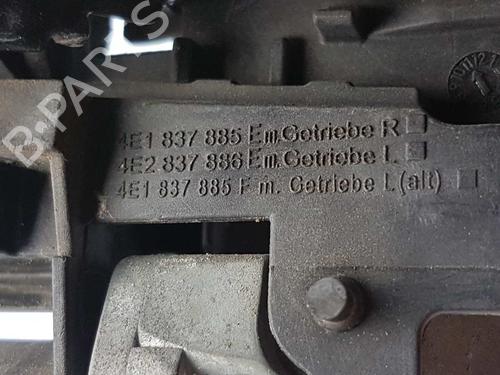 B-PARTS
4E1 837 885 E m. Getriebe R
4E2 837 886 E m. Getriebe L
4E1 837 885 F m. Getriebe L (alt)